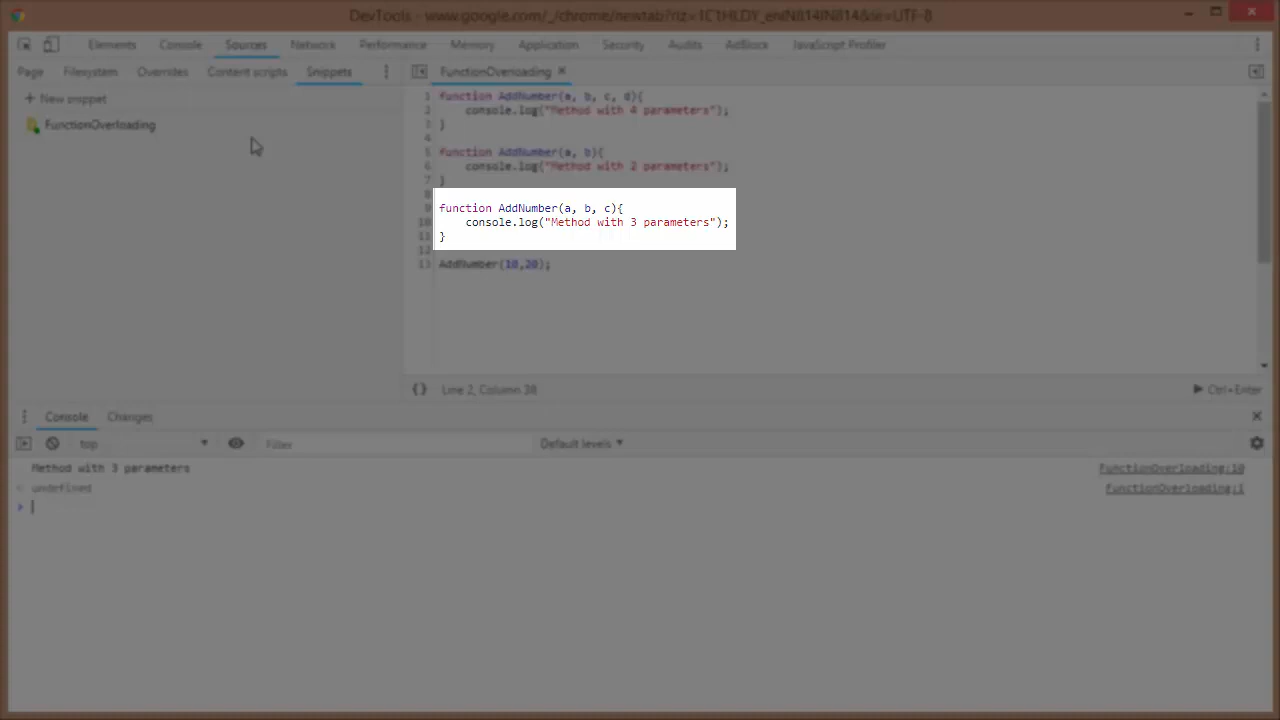 DevTools - www.google.com/_/chrome/newtab?rlz=1C1HLDY_enIN814IN814&ie=UTF-8
Elements Console Sources Network Performance Memory Application Security Audits AdBlock JavaScript Profiler
Page Filesystem Overrides Content scripts Snippets
FunctionOverloading ×
+ New snippet
FunctionOverloading
1 function AddNumber(a, b, c, d){
2 console.log("Method with 4 parameters");
3 }
4
5 function AddNumber(a, b){
6 console.log("Method with 2 parameters");
7 }
8
9 function AddNumber(a, b, c){
10 console.log("Method with 3 parameters");
11 }
12
13 AddNumber(10,20);
{} Line 2, Column 38
Ctrl+Enter
Console Changes
top Filter Default levels
Method with 3 parameters FunctionOverloading:10
undefined FunctionOverloading:1